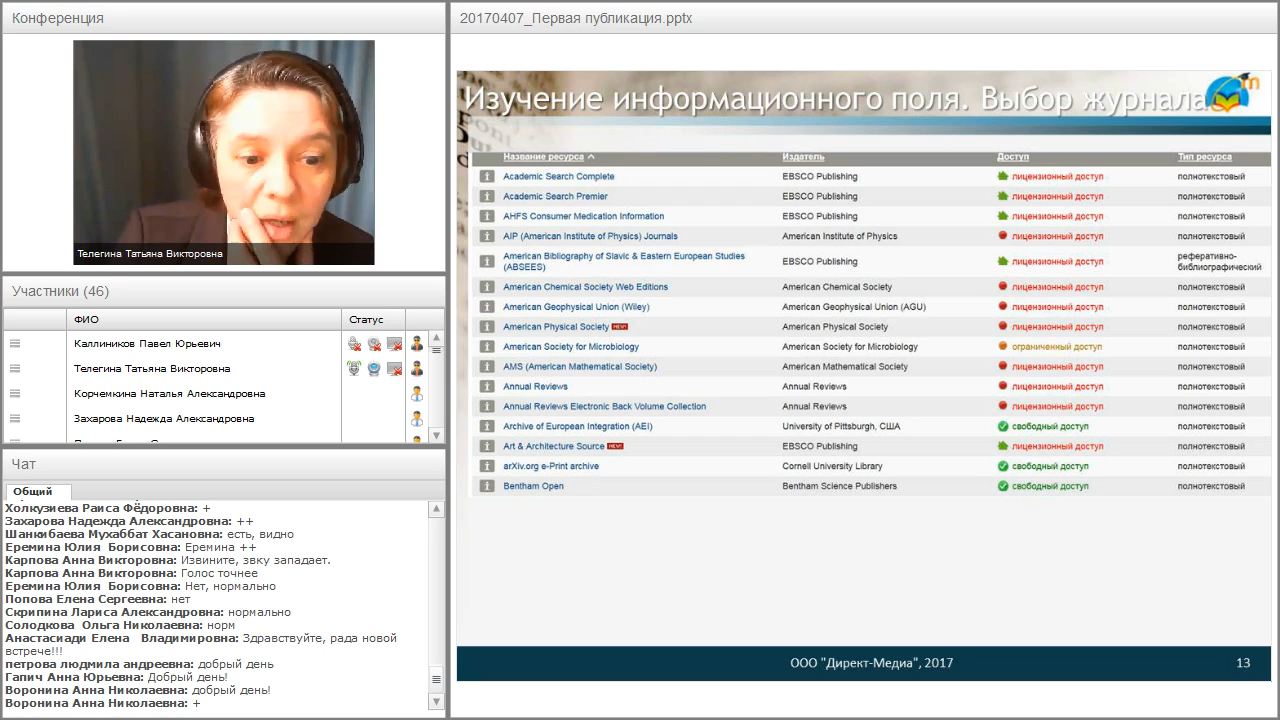 Конференция
Телегина Татьяна Викторовна
Участники (46)
ФИО Статус
Каллиников Павел Юрьевич
Телегина Татьяна Викторовна
Корчемкина Наталья Александровна
Захарова Надежда Александровна
Чат
Общий
Холкузиева Раиса Фёдоровна: +
Захарова Надежда Александровна: ++
Шанкибаева Мухаббат Хасановна: есть, видно
Еремина Юлия Борисовна: Еремина ++
Карпова Анна Викторовна: Извините, звку западает.
Карпова Анна Викторовна: Голос точнее
Еремина Юлия Борисовна: Нет, нормально
Попова Елена Сергеевна: нет
Скрипина Лариса Александровна: нормально
Солодкова Ольга Николаевна: норм
Анастасиади Елена Владимировна: Здравствуйте, рада новой
встрече!!!
петрова людмила андреевна: добрый день
Гапич Анна Юрьевна: Добрый день!
Воронина Анна Николаевна: добрый день!
Воронина Анна Николаевна: +
20170407_Первая публикация.pptx
Изучение информационного поля. Выбор журнала
Название ресурса Издатель Доступ Тип ресурса
Academic Search Complete EBSCO Publishing лицензионный доступ полнотекстовый
Academic Search Premier EBSCO Publishing лицензионный доступ полнотекстовый
AHFS Consumer Medication Information EBSCO Publishing лицензионный доступ полнотекстовый
AIP (American Institute of Physics) Journals American Institute of Physics лицензионный доступ полнотекстовый
American Bibliography of Slavic & Eastern European Studies
(ABSEES) EBSCO Publishing лицензионный доступ реферативно-
библиографический
American Chemical Society Web Editions American Chemical Society лицензионный доступ полнотекстовый
American Geophysical Union (Wiley) American Geophysical Union (AGU) лицензионный доступ полнотекстовый
American Physical Society NEW! American Physical Society лицензионный доступ полнотекстовый
American Society for Microbiology American Society for Microbiology ограниченный доступ полнотекстовый
AMS (American Mathematical Society) American Mathematical Society лицензионный доступ полнотекстовый
Annual Reviews Annual Reviews лицензионный доступ полнотекстовый
Annual Reviews Electronic Back Volume Collection Annual Reviews лицензионный доступ полнотекстовый
Archive of European Integration (AEI) University of Pittsburgh, США свободный доступ полнотекстовый
Art & Architecture Source NEW! EBSCO Publishing лицензионный доступ полнотекстовый
arXiv.org e-Print archive Cornell University Library свободный доступ полнотекстовый
Bentham Open Bentham Science Publishers свободный доступ полнотекстовый
ООО "Директ-Медиа", 2017 13